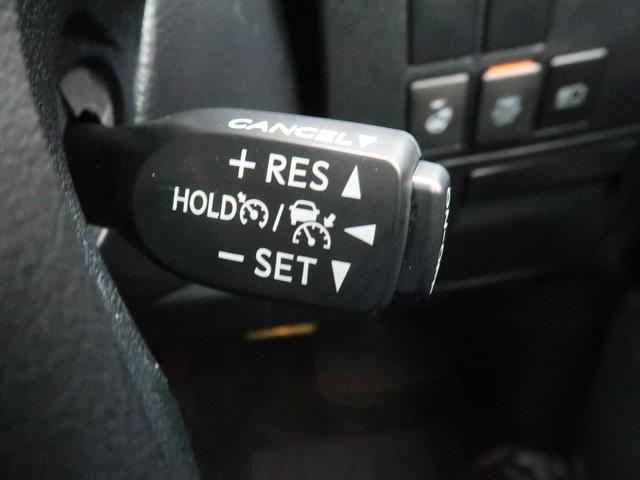 CANCEL▼
+ RES ▲
HOLD / ◀
− SET ▼